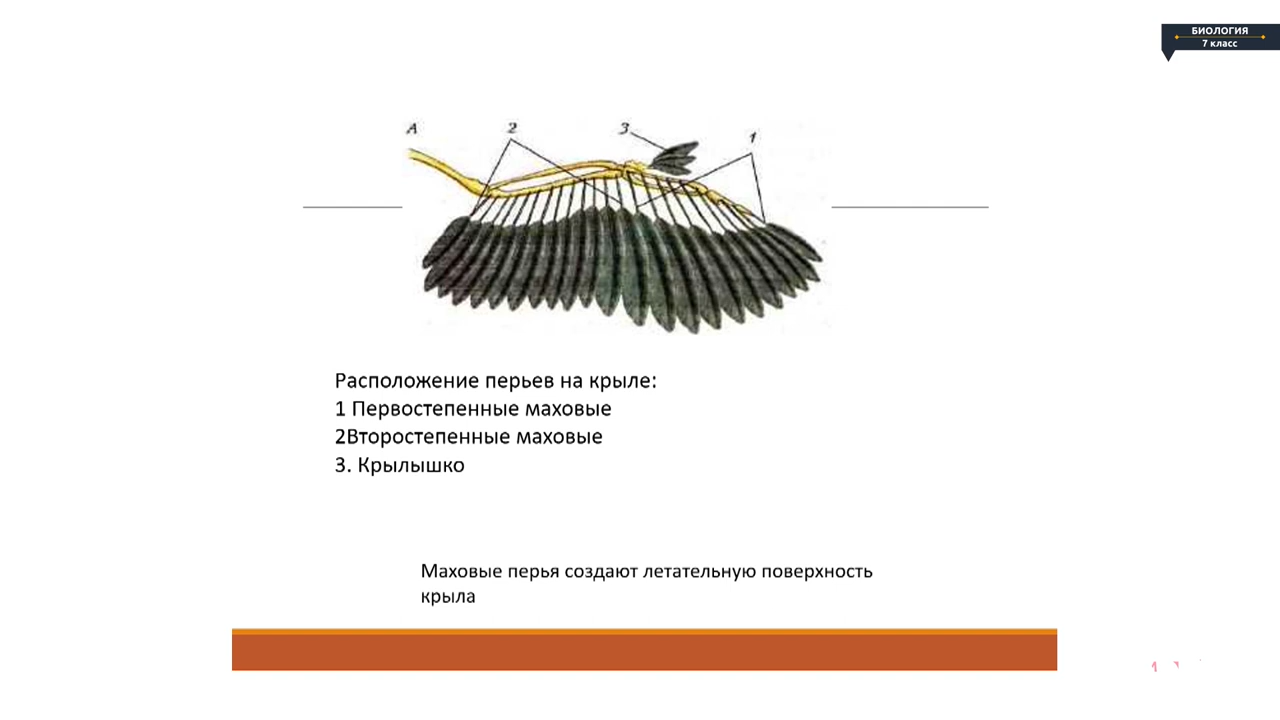 БИОЛОГИЯ
7 класс
А 2 3 1
Расположение перьев на крыле:
1 Первостепенные маховые
2Второстепенные маховые
3. Крылышко
Маховые перья создают летательную поверхность
крыла